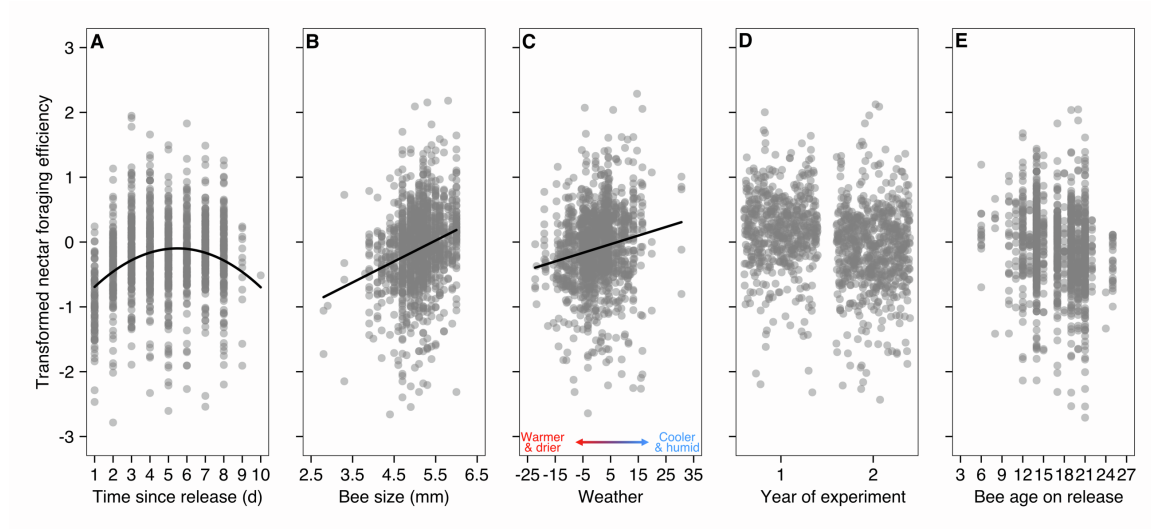 A
B
C
D
E
Transformed nectar foraging efficiency
3
2
1
0
-1
-2
-3
Warmer
& drier
Cooler
& humid
1 2 3 4 5 6 7 8 9 10
2.5 3.5 4.5 5.5 6.5
-25 -15 -5 5 15 25 35
1 2
3 6 9 12 15 18 21 24 27
Time since release (d)
Bee size (mm)
Weather
Year of experiment
Bee age on release